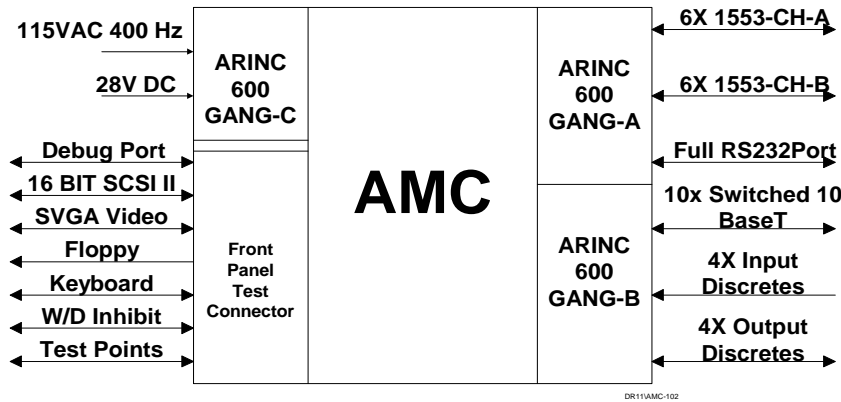 115VAC 400 Hz
28V DC
ARINC
600
GANG-C
Debug Port
16 BIT SCSI II
SVGA Video
Floppy
Keyboard
W/D Inhibit
Test Points
Front
Panel
Test
Connector
AMC
ARINC
600
GANG-A
ARINC
600
GANG-B
6X 1553-CH-A
6X 1553-CH-B
Full RS232Port
10x Switched 10
BaseT
4X Input
Discretes
4X Output
Discretes
DR11\AMC-102